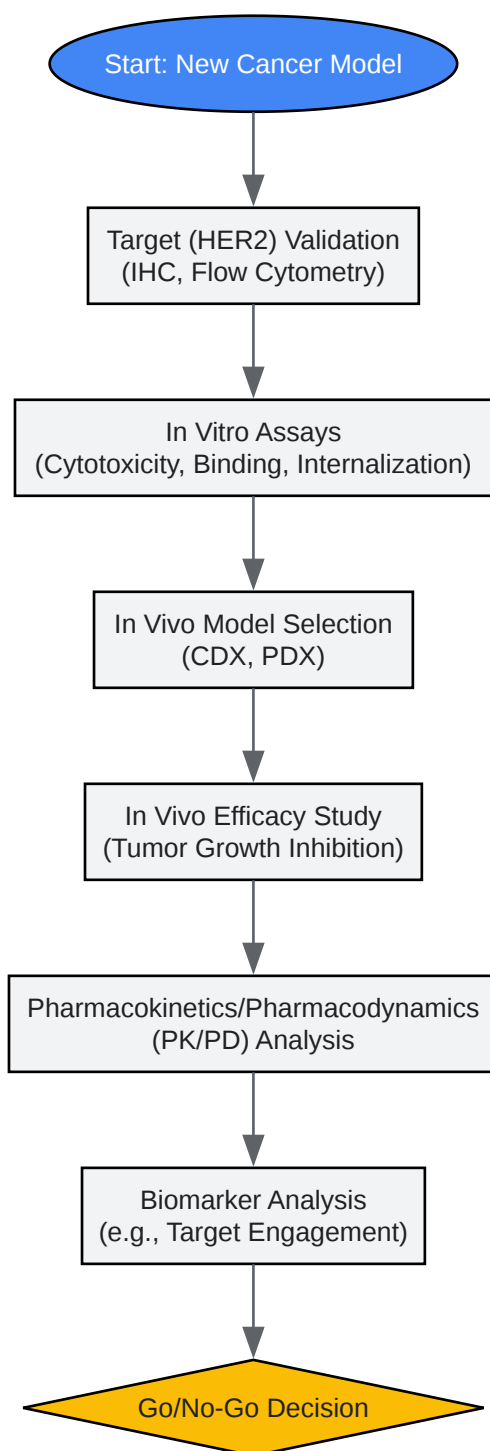 Start: New Cancer Model
Target (HER2) Validation
(IHC, Flow Cytometry)
In Vitro Assays
(Cytotoxicity, Binding, Internalization)
In Vivo Model Selection
(CDX, PDX)
In Vivo Efficacy Study
(Tumor Growth Inhibition)
Pharmacokinetics/Pharmacodynamics
(PK/PD) Analysis
Biomarker Analysis
(e.g., Target Engagement)
Go/No-Go Decision